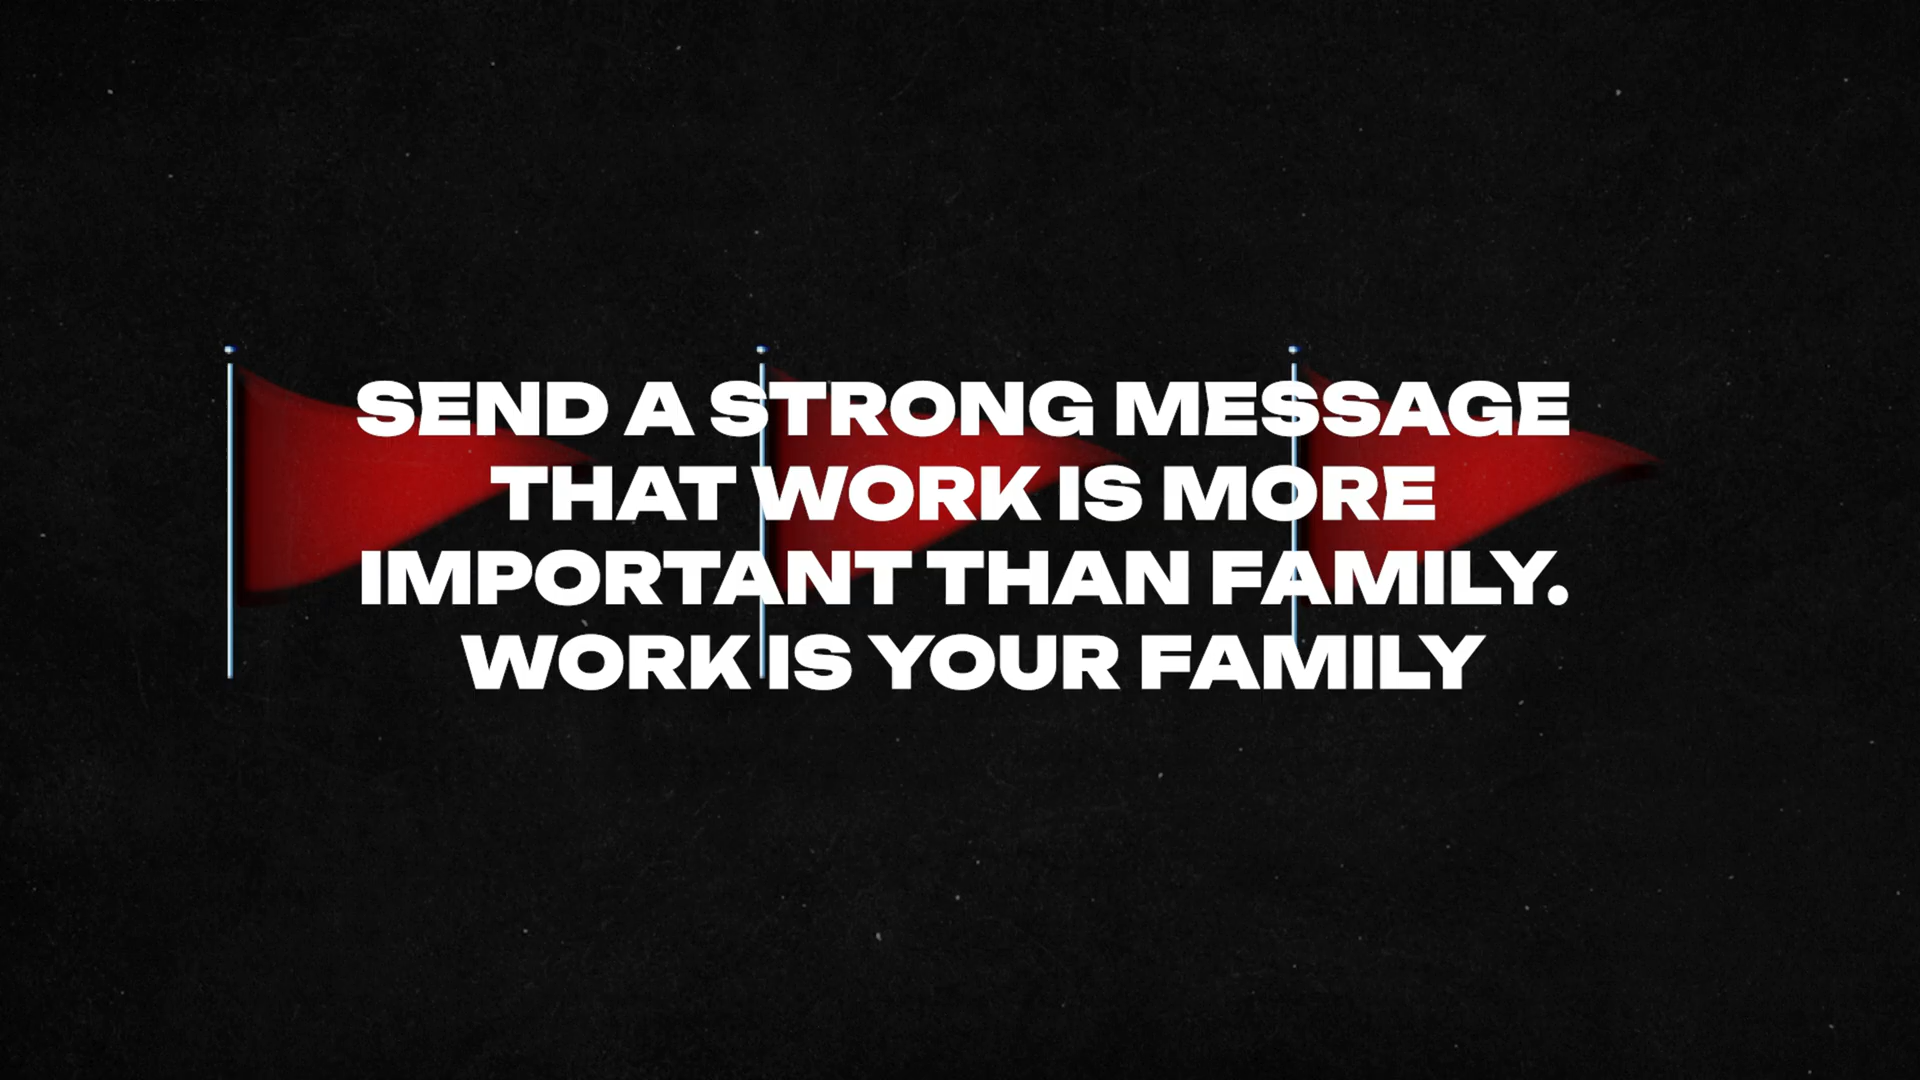 SEND A STRONG MESSAGE
THAT WORK IS MORE
IMPORTANT THAN FAMILY.
WORK IS YOUR FAMILY